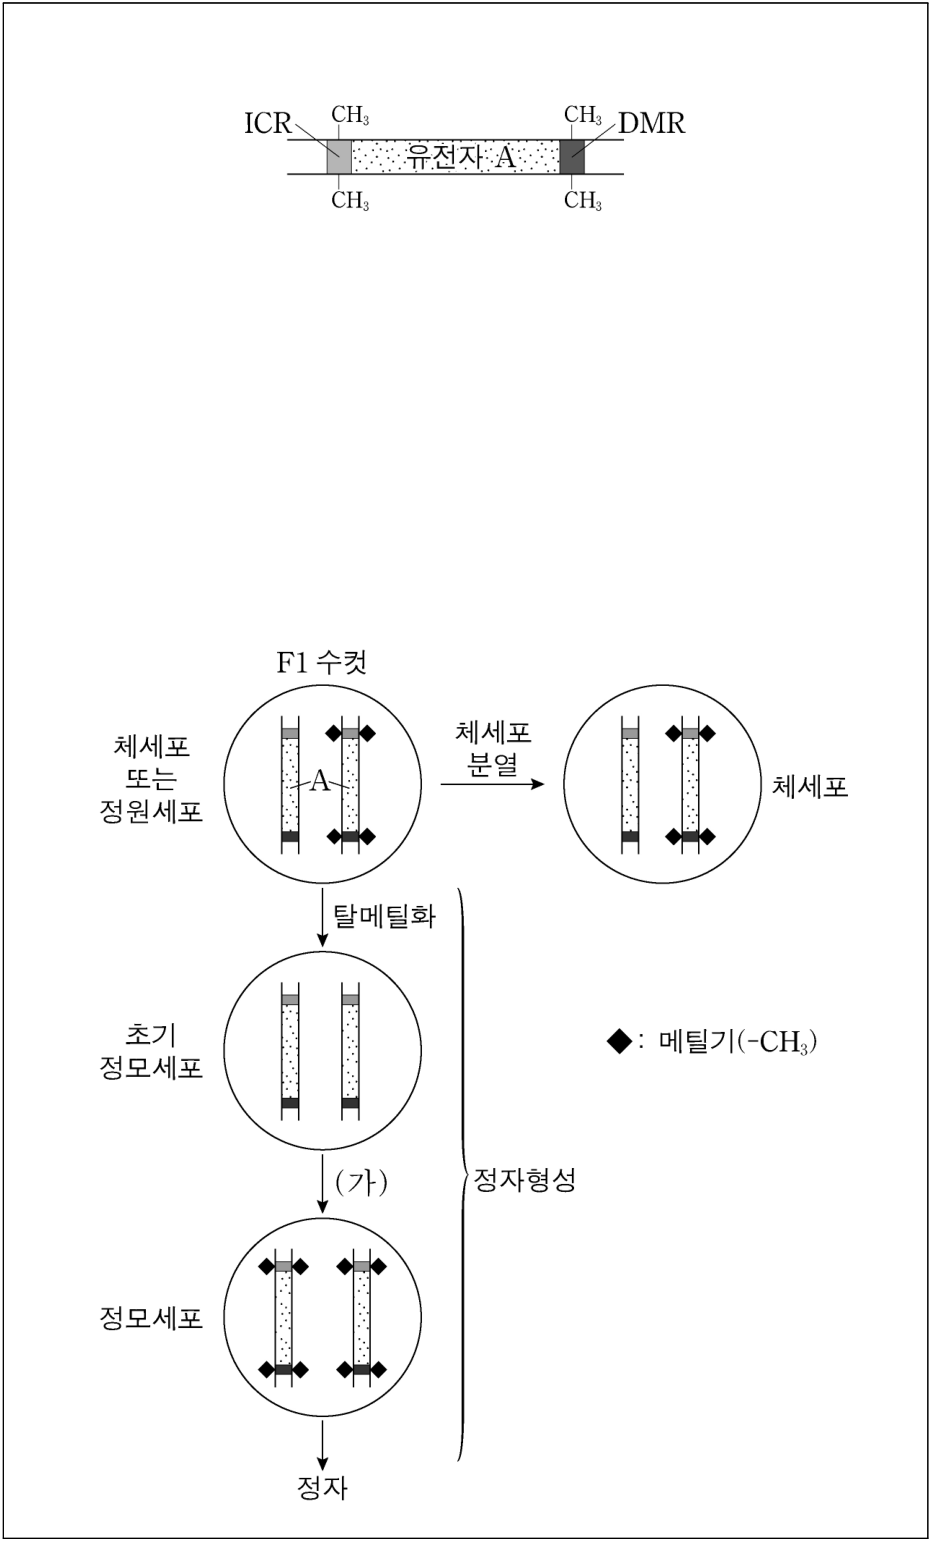 ICR CH₃ CH₃ DMR
유전자 A
CH₃ CH₃
F1 수컷
체세포
또는
정원세포
A
체세포
분열
체세포
탈메틸화
초기
정모세포
◆: 메틸기(-CH₃)
(가)
정자형성
정모세포
정자